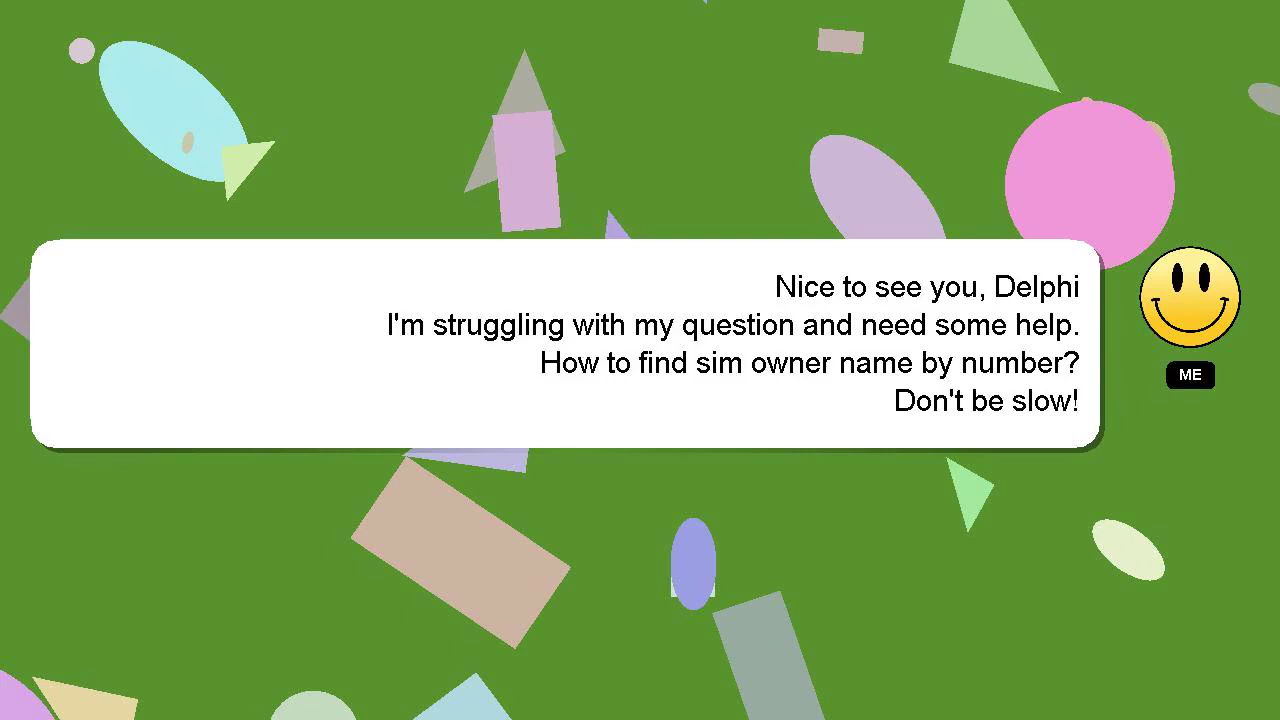 Nice to see you, Delphi
I'm struggling with my question and need some help.
How to find sim owner name by number?
Don't be slow!
ME